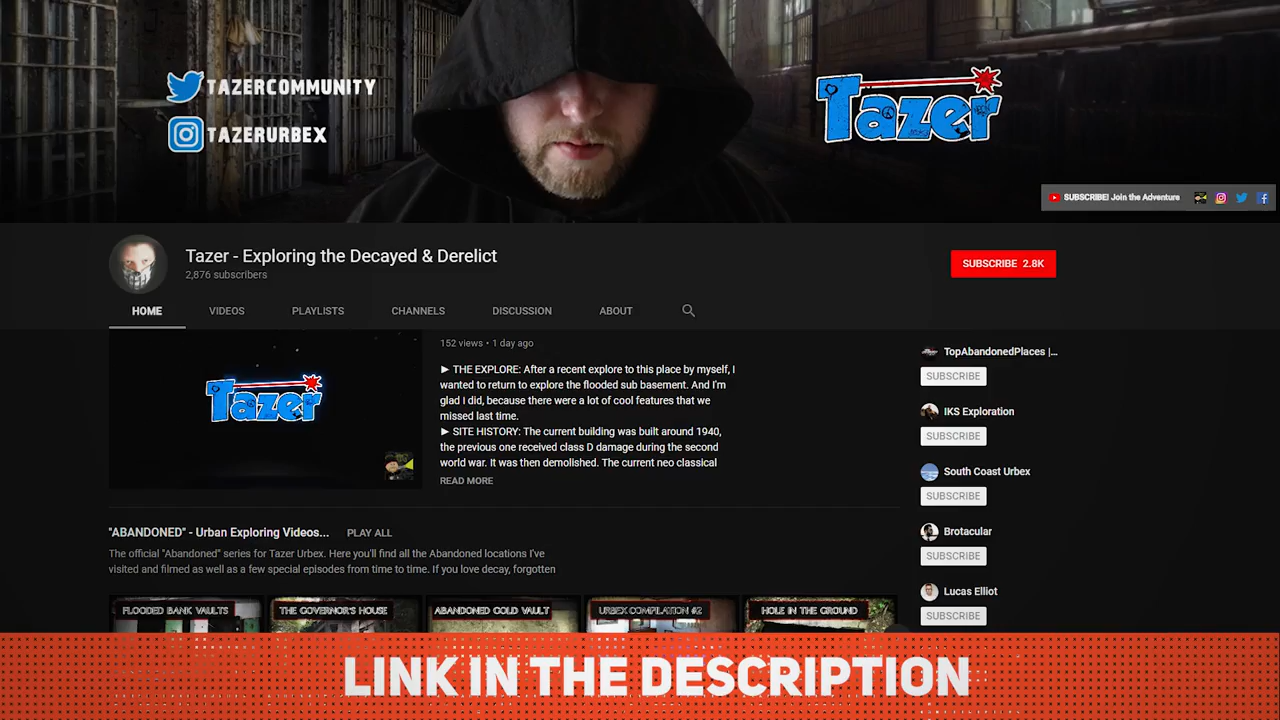 TAZERCOMMUNITY
TAZERURBEX
Tazer
SUBSCRIBE! Join the Adventure
Tazer - Exploring the Decayed & Derelict
2,876 subscribers
SUBSCRIBE 2.8K
HOME VIDEOS PLAYLISTS CHANNELS DISCUSSION ABOUT
Tazer
152 views • 1 day ago
► THE EXPLORE: After a recent explore to this place by myself, I
wanted to return to explore the flooded sub basement. And I'm
glad I did, because there were a lot of cool features that we
missed last time.
► SITE HISTORY: The current building was built around 1940,
the previous one received class D damage during the second
world war. It was then demolished. The current neo classical
READ MORE
"ABANDONED" - Urban Exploring Videos... PLAY ALL
The official "Abandoned" series for Tazer Urbex. Here you'll find all the Abandoned locations I've
visited and filmed as well as a few special episodes from time to time. If you love decay, forgotten
FLOODED BANK VAULTS
THE GOVERNOR'S HOUSE
ABANDONED GOLD VAULT
URBEX COMPILATION #2
HOLE IN THE GROUND
TopAbandonedPlaces |...
SUBSCRIBE
IKS Exploration
SUBSCRIBE
South Coast Urbex
SUBSCRIBE
Brotacular
SUBSCRIBE
Lucas Elliot
SUBSCRIBE
LINK IN THE DESCRIPTION